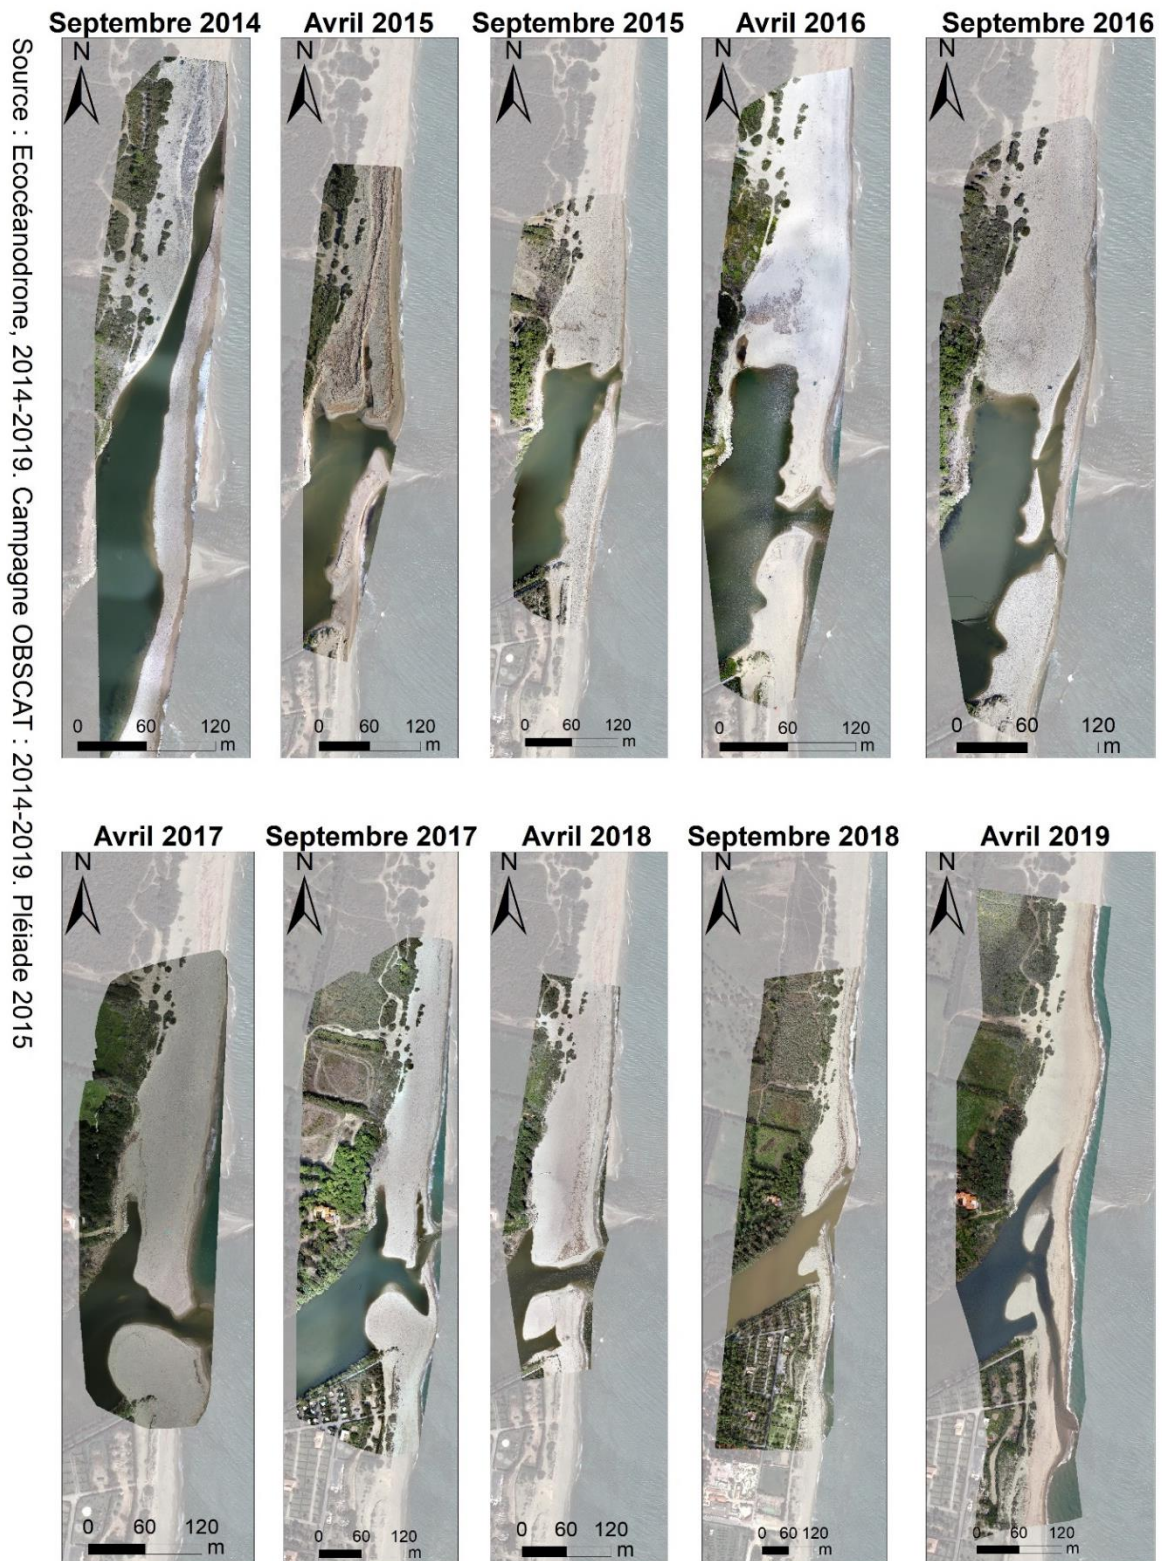 Septembre 2014
Avril 2015
Septembre 2015
Avril 2016
Septembre 2016
N
N
N
N
N
0 60 120 m
0 60 120 m
0 60 120 m
0 60 120 m
0 60 120 m
Avril 2017
Septembre 2017
Avril 2018
Septembre 2018
Avril 2019
N
N
N
N
N
0 60 120 m
0 60 120 m
0 60 120 m
0 60 120 m
0 60 120 m
Source : Ecocéanodrone, 2014-2019. Campagne OBSCAT : 2014-2019. Pléiade 2015